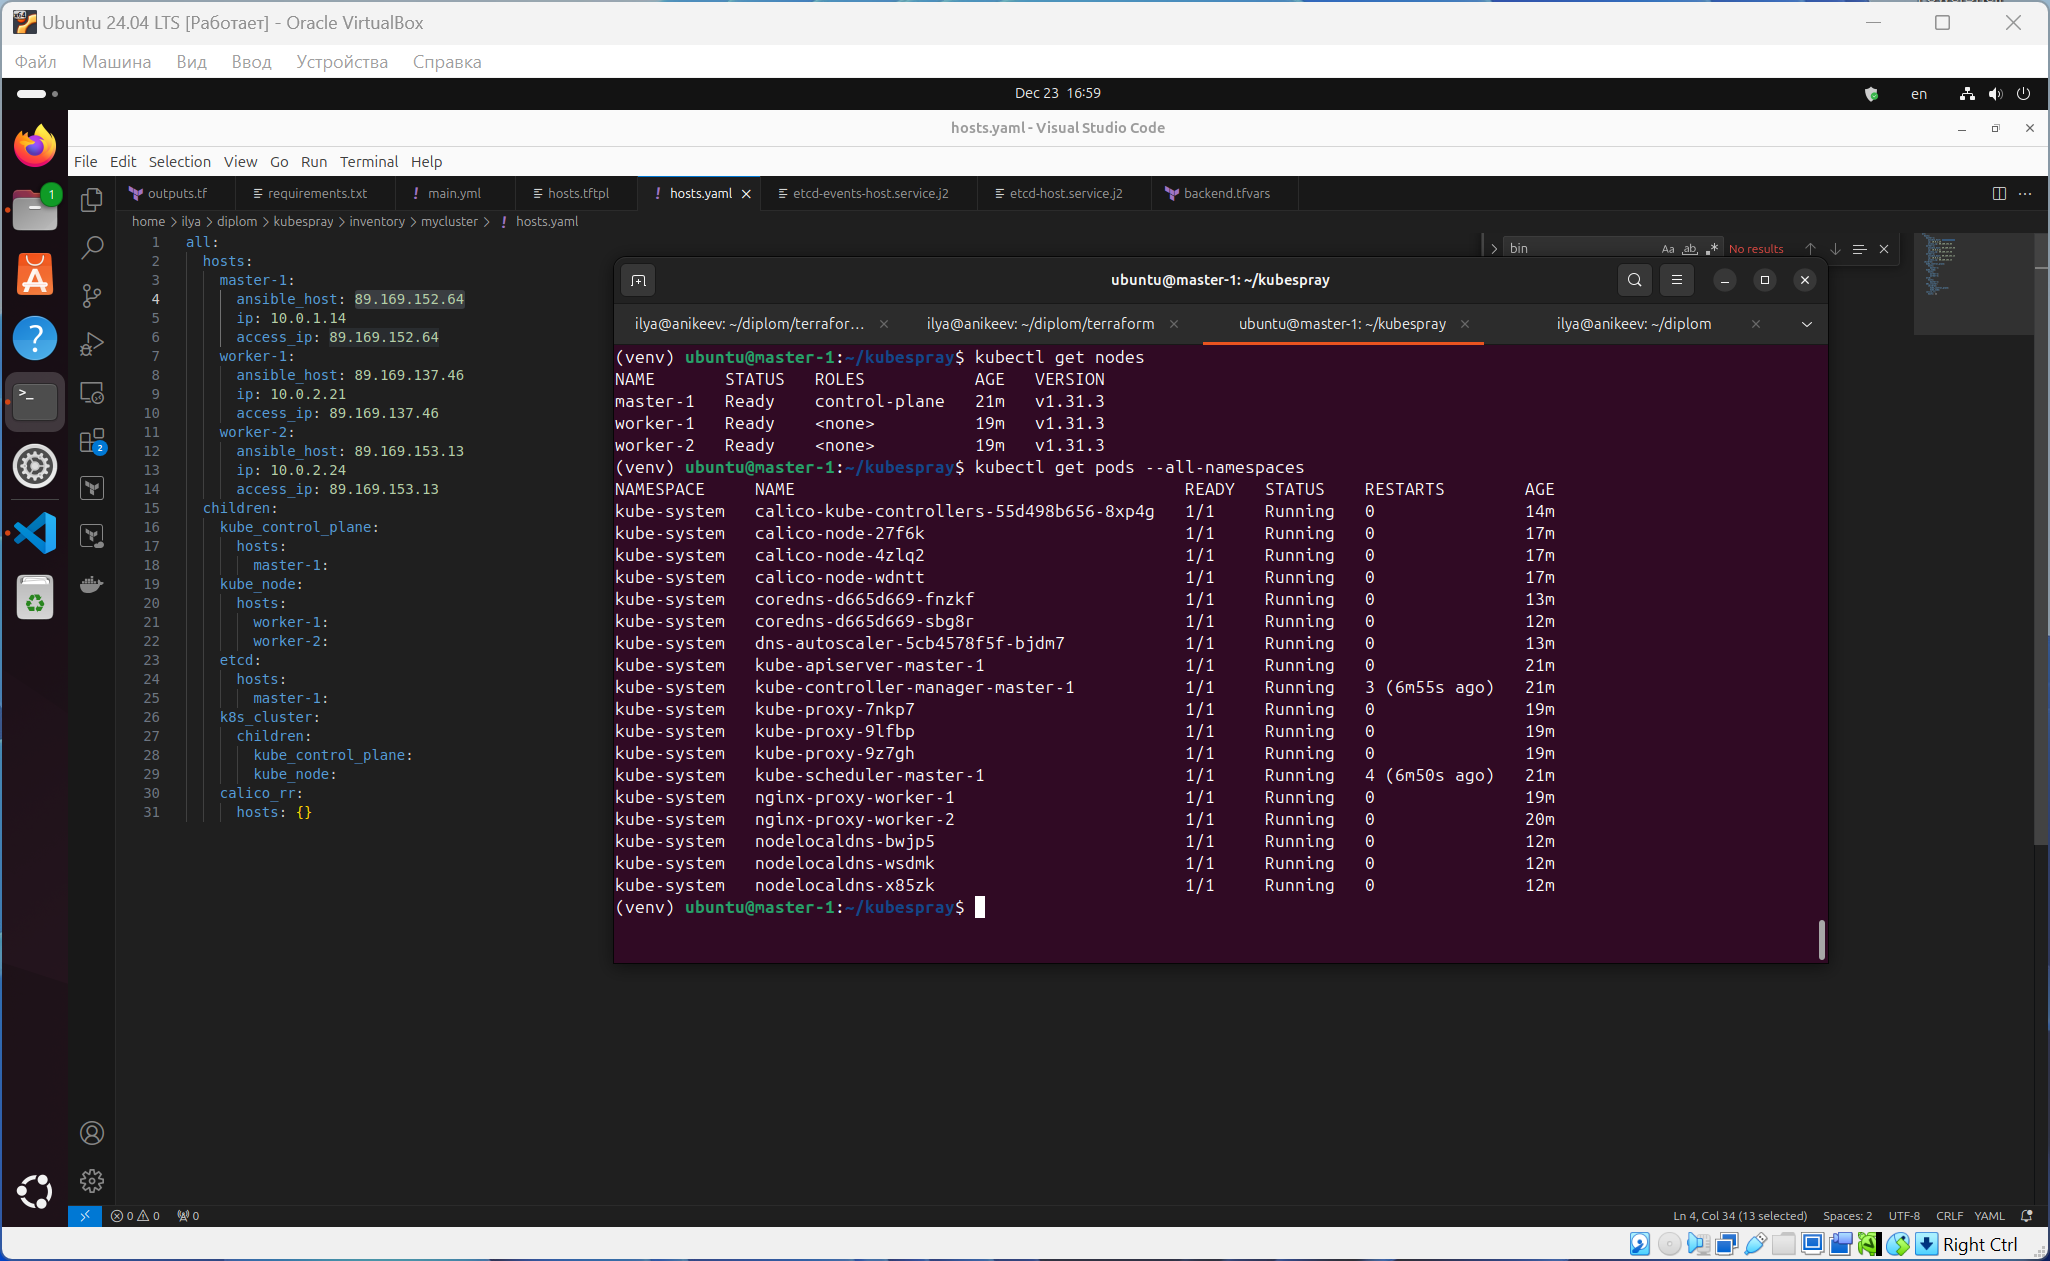 Ubuntu 24.04 LTS [Работает] - Oracle VirtualBox
Файл Машина Вид Ввод Устройства Справка
Dec 23 16:59
en
hosts.yaml - Visual Studio Code
File Edit Selection View Go Run Terminal Help
outputs.tf requirements.txt ! main.yml hosts.tftpl ! hosts.yaml etcd-events-host.service.j2 etcd-host.service.j2 backend.tfvars
home > ilya > diplom > kubespray > inventory > mycluster > ! hosts.yaml
1 all:
2 hosts:
3 master-1:
4 ansible_host: 89.169.152.64
5 ip: 10.0.1.14
6 access_ip: 89.169.152.64
7 worker-1:
8 ansible_host: 89.169.137.46
9 ip: 10.0.2.21
10 access_ip: 89.169.137.46
11 worker-2:
12 ansible_host: 89.169.153.13
13 ip: 10.0.2.24
14 access_ip: 89.169.153.13
15 children:
16 kube_control_plane:
17 hosts:
18 master-1:
19 kube_node:
20 hosts:
21 worker-1:
22 worker-2:
23 etcd:
24 hosts:
25 master-1:
26 k8s_cluster:
27 children:
28 kube_control_plane:
29 kube_node:
30 calico_rr:
31 hosts: {}
bin Aa ab .* No results
ubuntu@master-1: ~/kubespray
ilya@anikeev: ~/diplom/terrafor... ilya@anikeev: ~/diplom/terraform ubuntu@master-1: ~/kubespray ilya@anikeev: ~/diplom
(venv) ubuntu@master-1:~/kubespray$ kubectl get nodes
NAME STATUS ROLES AGE VERSION
master-1 Ready control-plane 21m v1.31.3
worker-1 Ready <none> 19m v1.31.3
worker-2 Ready <none> 19m v1.31.3
(venv) ubuntu@master-1:~/kubespray$ kubectl get pods --all-namespaces
NAMESPACE NAME READY STATUS RESTARTS AGE
kube-system calico-kube-controllers-55d498b656-8xp4g 1/1 Running 0 14m
kube-system calico-node-27f6k 1/1 Running 0 17m
kube-system calico-node-4zlq2 1/1 Running 0 17m
kube-system calico-node-wdntt 1/1 Running 0 17m
kube-system coredns-d665d669-fnzkf 1/1 Running 0 13m
kube-system coredns-d665d669-sbg8r 1/1 Running 0 12m
kube-system dns-autoscaler-5cb4578f5f-bjdm7 1/1 Running 0 13m
kube-system kube-apiserver-master-1 1/1 Running 0 21m
kube-system kube-controller-manager-master-1 1/1 Running 3 (6m55s ago) 21m
kube-system kube-proxy-7nkp7 1/1 Running 0 19m
kube-system kube-proxy-9lfbp 1/1 Running 0 19m
kube-system kube-proxy-9z7gh 1/1 Running 0 19m
kube-system kube-scheduler-master-1 1/1 Running 4 (6m50s ago) 21m
kube-system nginx-proxy-worker-1 1/1 Running 0 19m
kube-system nginx-proxy-worker-2 1/1 Running 0 20m
kube-system nodelocaldns-bwjp5 1/1 Running 0 12m
kube-system nodelocaldns-wsdmk 1/1 Running 0 12m
kube-system nodelocaldns-x85zk 1/1 Running 0 12m
(venv) ubuntu@master-1:~/kubespray$
1
2
0 0 0
Ln 4, Col 34 (13 selected) Spaces: 2 UTF-8 CRLF YAML
Right Ctrl